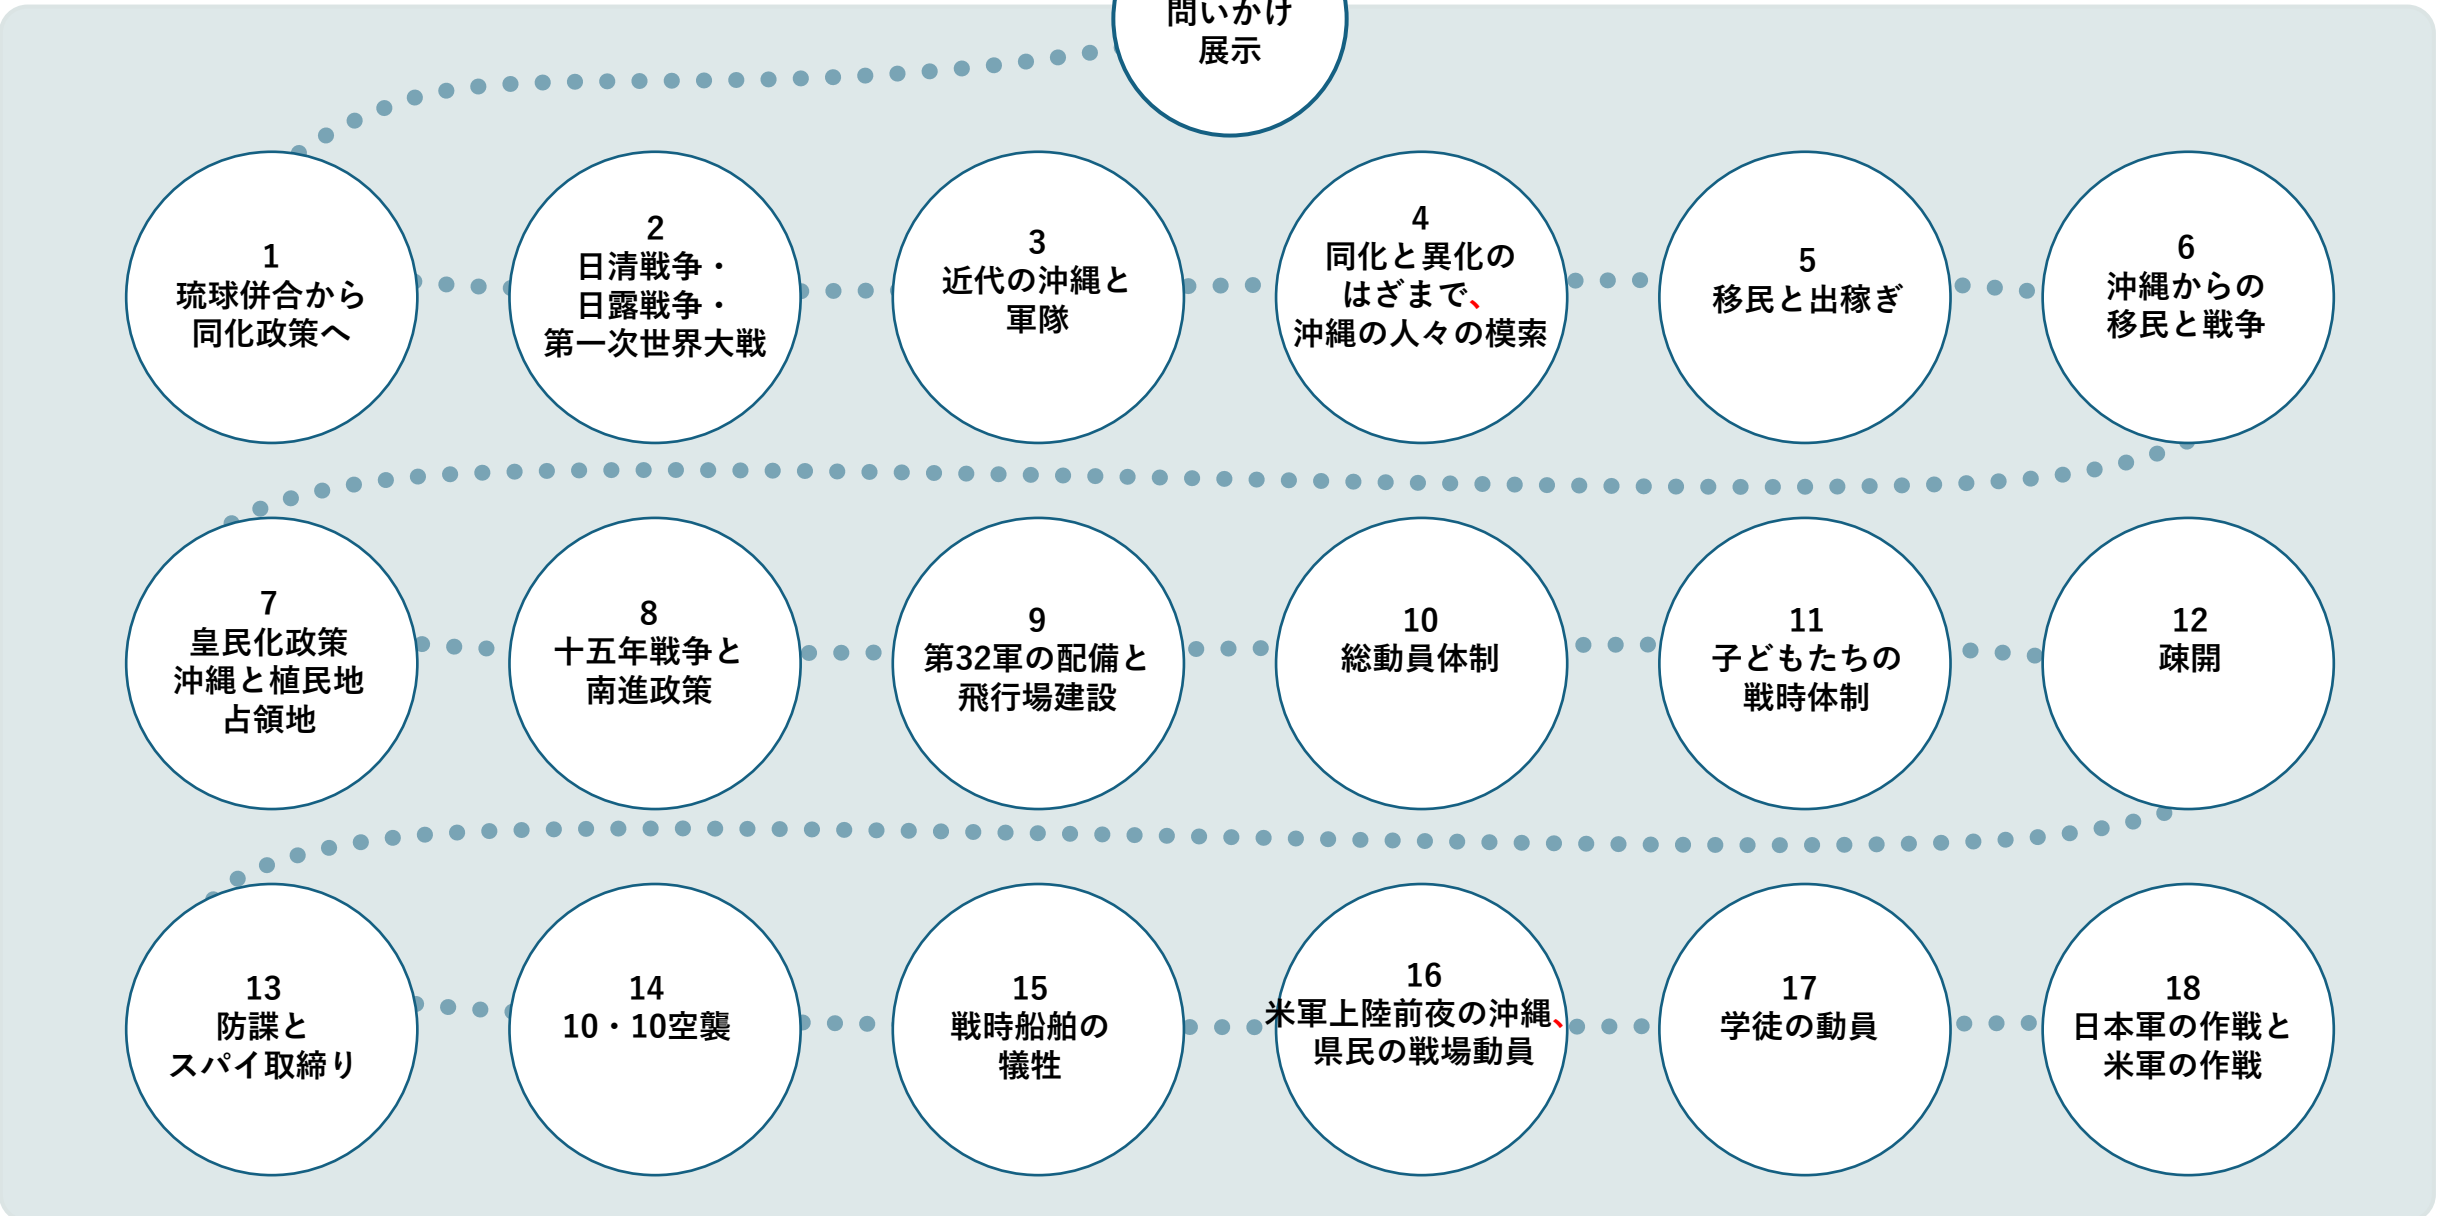 問いかけ
展示
1
琉球併合から
同化政策へ
2
日清戦争・
日露戦争・
第一次世界大戦
3
近代の沖縄と
軍隊
4
同化と異化の
はざまで、
沖縄の人々の模索
5
移民と出稼ぎ
6
沖縄からの
移民と戦争
7
皇民化政策
沖縄と植民地
占領地
8
十五年戦争と
南進政策
9
第32軍の配備と
飛行場建設
10
総動員体制
11
子どもたちの
戦時体制
12
疎開
13
防諜と
スパイ取締り
14
10・10空襲
15
戦時船舶の
犠牲
16
米軍上陸前夜の沖縄、
県民の戦場動員
17
学徒の動員
18
日本軍の作戦と
米軍の作戦